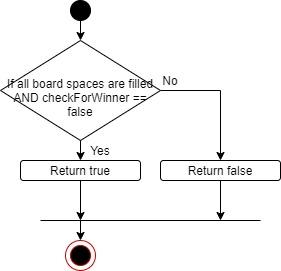 If all board spaces are filled
AND checkForWinner ==
false
No
Yes
Return true
Return false